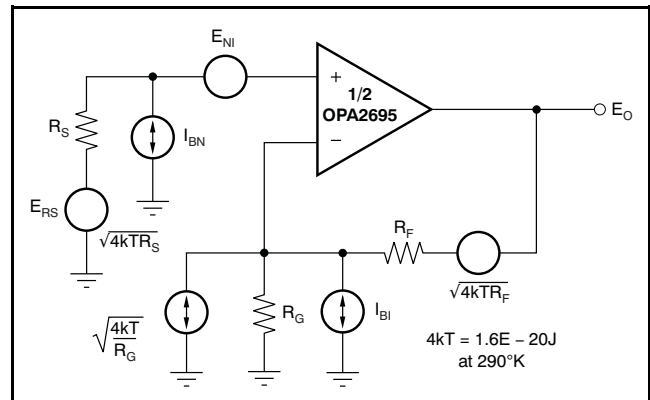 E_NI
+
1/2
OPA2695
−
E_O
R_S
I_BN
E_RS
√4kTR_S
R_F
√4kTR_F
√4kT/R_G
R_G
I_BI
4kT = 1.6E − 20J
at 290°K